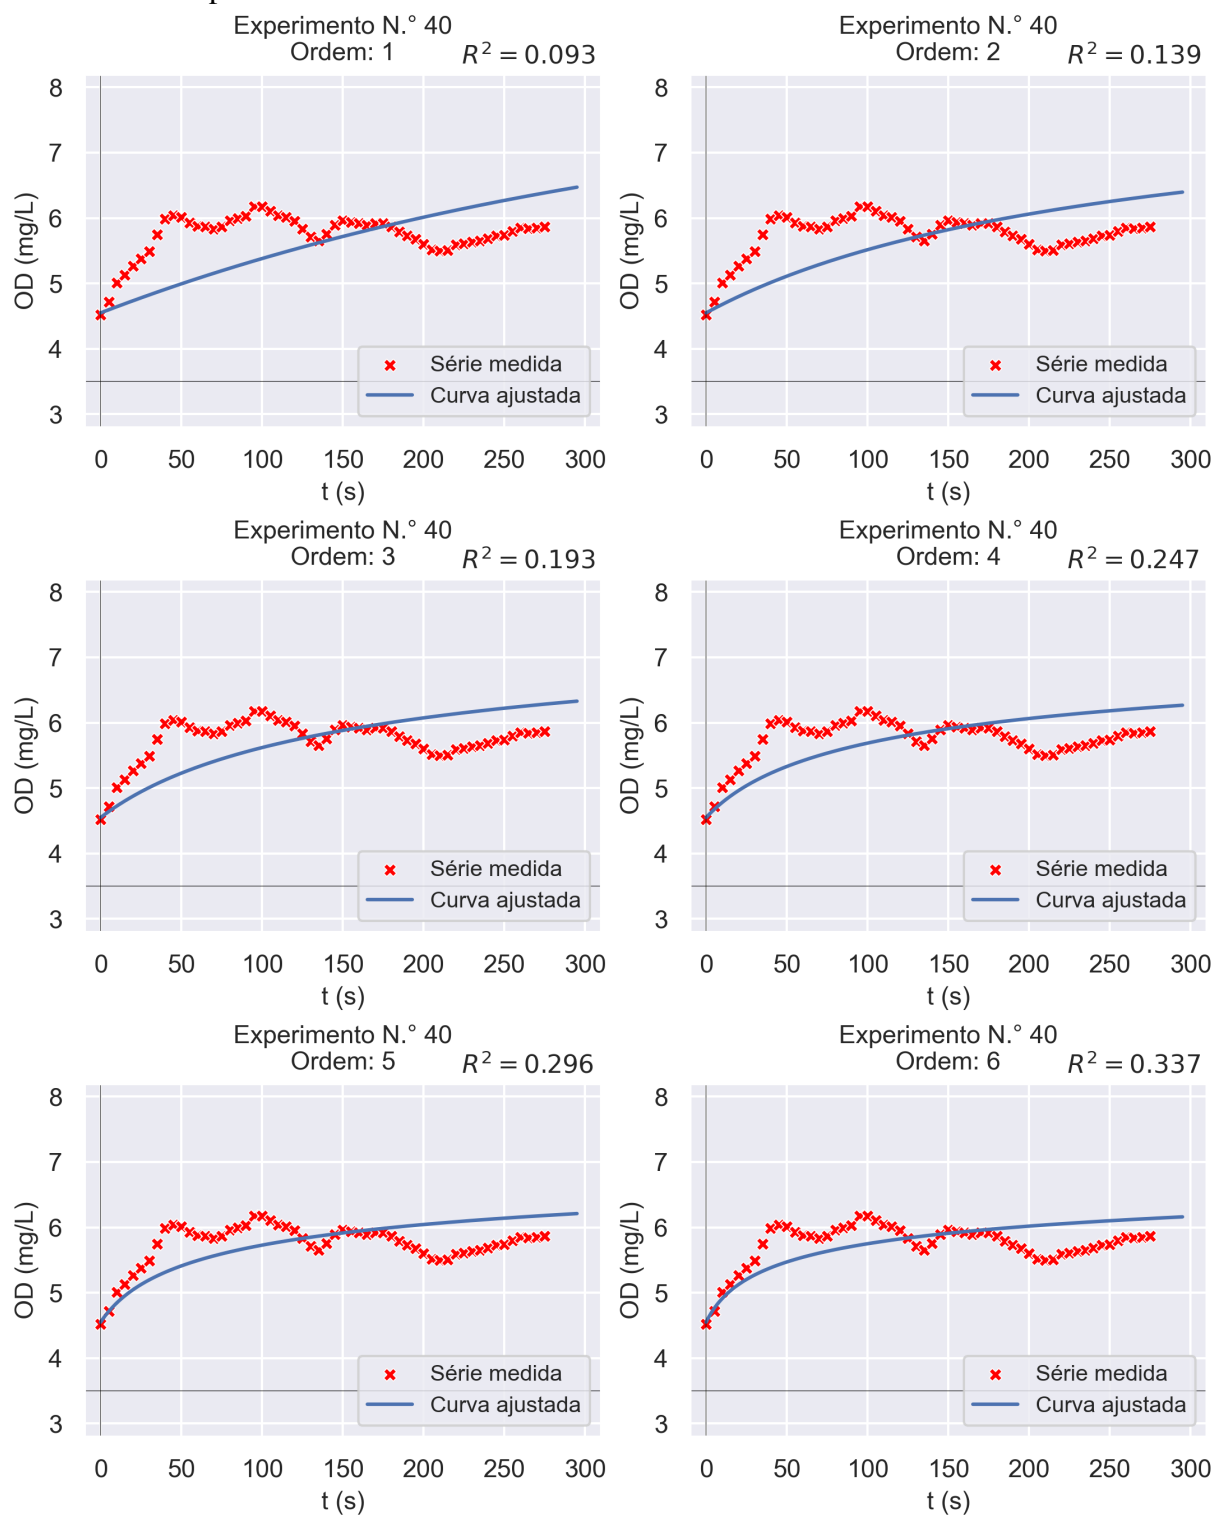 Experimento N.° 40
Ordem: 1
R² = 0.093
8
7
6
5
4
3
OD (mg/L)
Série medida
Curva ajustada
0 50 100 150 200 250 300
t (s)
Experimento N.° 40
Ordem: 2
R² = 0.139
8
7
6
5
4
3
OD (mg/L)
Série medida
Curva ajustada
0 50 100 150 200 250 300
t (s)
Experimento N.° 40
Ordem: 3
R² = 0.193
8
7
6
5
4
3
OD (mg/L)
Série medida
Curva ajustada
0 50 100 150 200 250 300
t (s)
Experimento N.° 40
Ordem: 4
R² = 0.247
8
7
6
5
4
3
OD (mg/L)
Série medida
Curva ajustada
0 50 100 150 200 250 300
t (s)
Experimento N.° 40
Ordem: 5
R² = 0.296
8
7
6
5
4
3
OD (mg/L)
Série medida
Curva ajustada
0 50 100 150 200 250 300
t (s)
Experimento N.° 40
Ordem: 6
R² = 0.337
8
7
6
5
4
3
OD (mg/L)
Série medida
Curva ajustada
0 50 100 150 200 250 300
t (s)